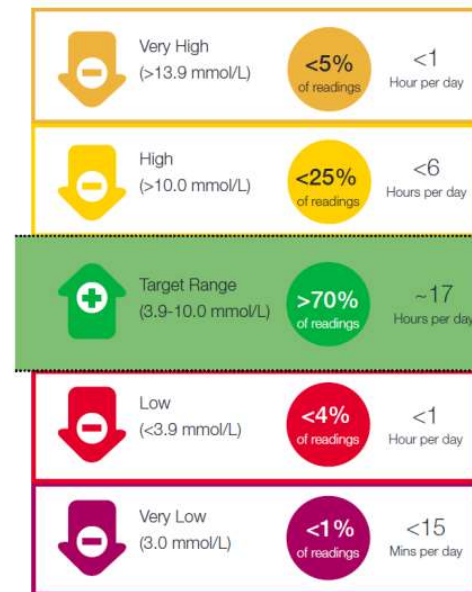 Very High
(>13.9 mmol/L)
<5%
of readings
<1
Hour per day
High
(>10.0 mmol/L)
<25%
of readings
<6
Hours per day
Target Range
(3.9-10.0 mmol/L)
>70%
of readings
~17
Hours per day
Low
(<3.9 mmol/L)
<4%
of readings
<1
Hour per day
Very Low
(3.0 mmol/L)
<1%
of readings
<15
Mins per day